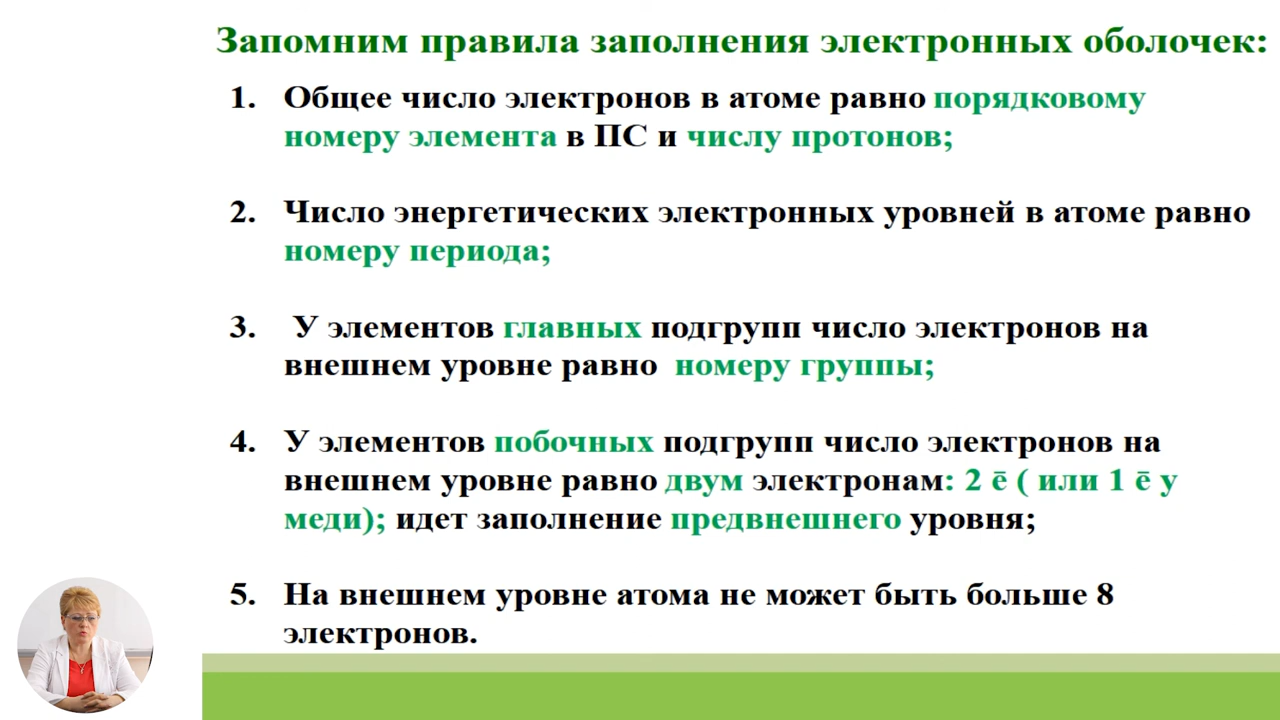 Запомним правила заполнения электронных оболочек:
1. Общее число электронов в атоме равно порядковому
номеру элемента в ПС и числу протонов;
2. Число энергетических электронных уровней в атоме равно
номеру периода;
3. У элементов главных подгрупп число электронов на
внешнем уровне равно номеру группы;
4. У элементов побочных подгрупп число электронов на
внешнем уровне равно двум электронам: 2 ē ( или 1 ē у
меди); идет заполнение предвнешнего уровня;
5. На внешнем уровне атома не может быть больше 8
электронов.